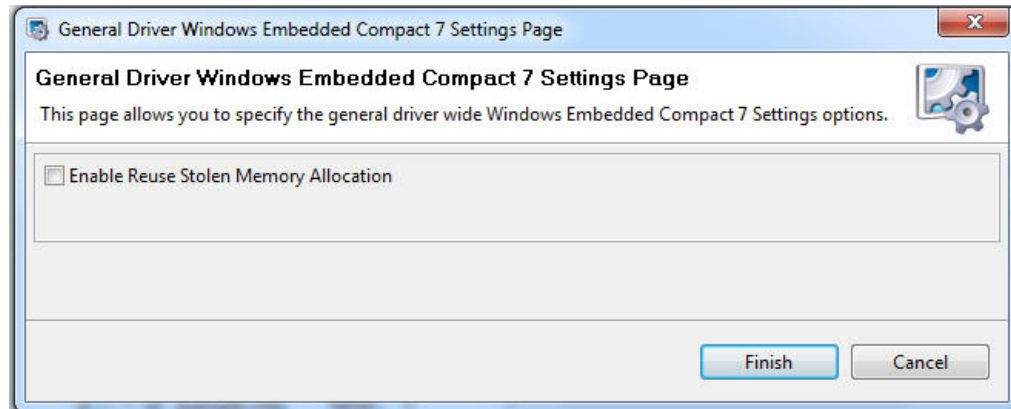 General Driver Windows Embedded Compact 7 Settings Page
General Driver Windows Embedded Compact 7 Settings Page
This page allows you to specify the general driver wide Windows Embedded Compact 7 Settings options.
Enable Reuse Stolen Memory Allocation
Finish Cancel